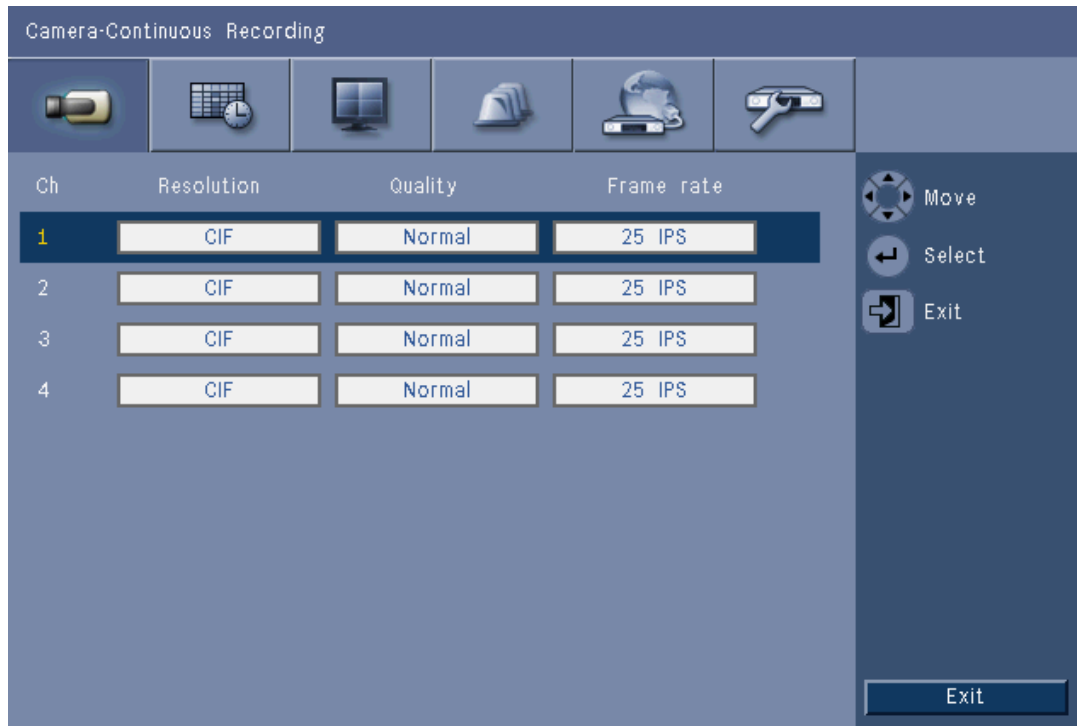 Camera-Continuous Recording
Ch Resolution Quality Frame rate
1 CIF Normal 25 IPS
2 CIF Normal 25 IPS
3 CIF Normal 25 IPS
4 CIF Normal 25 IPS
Move
Select
Exit
Exit